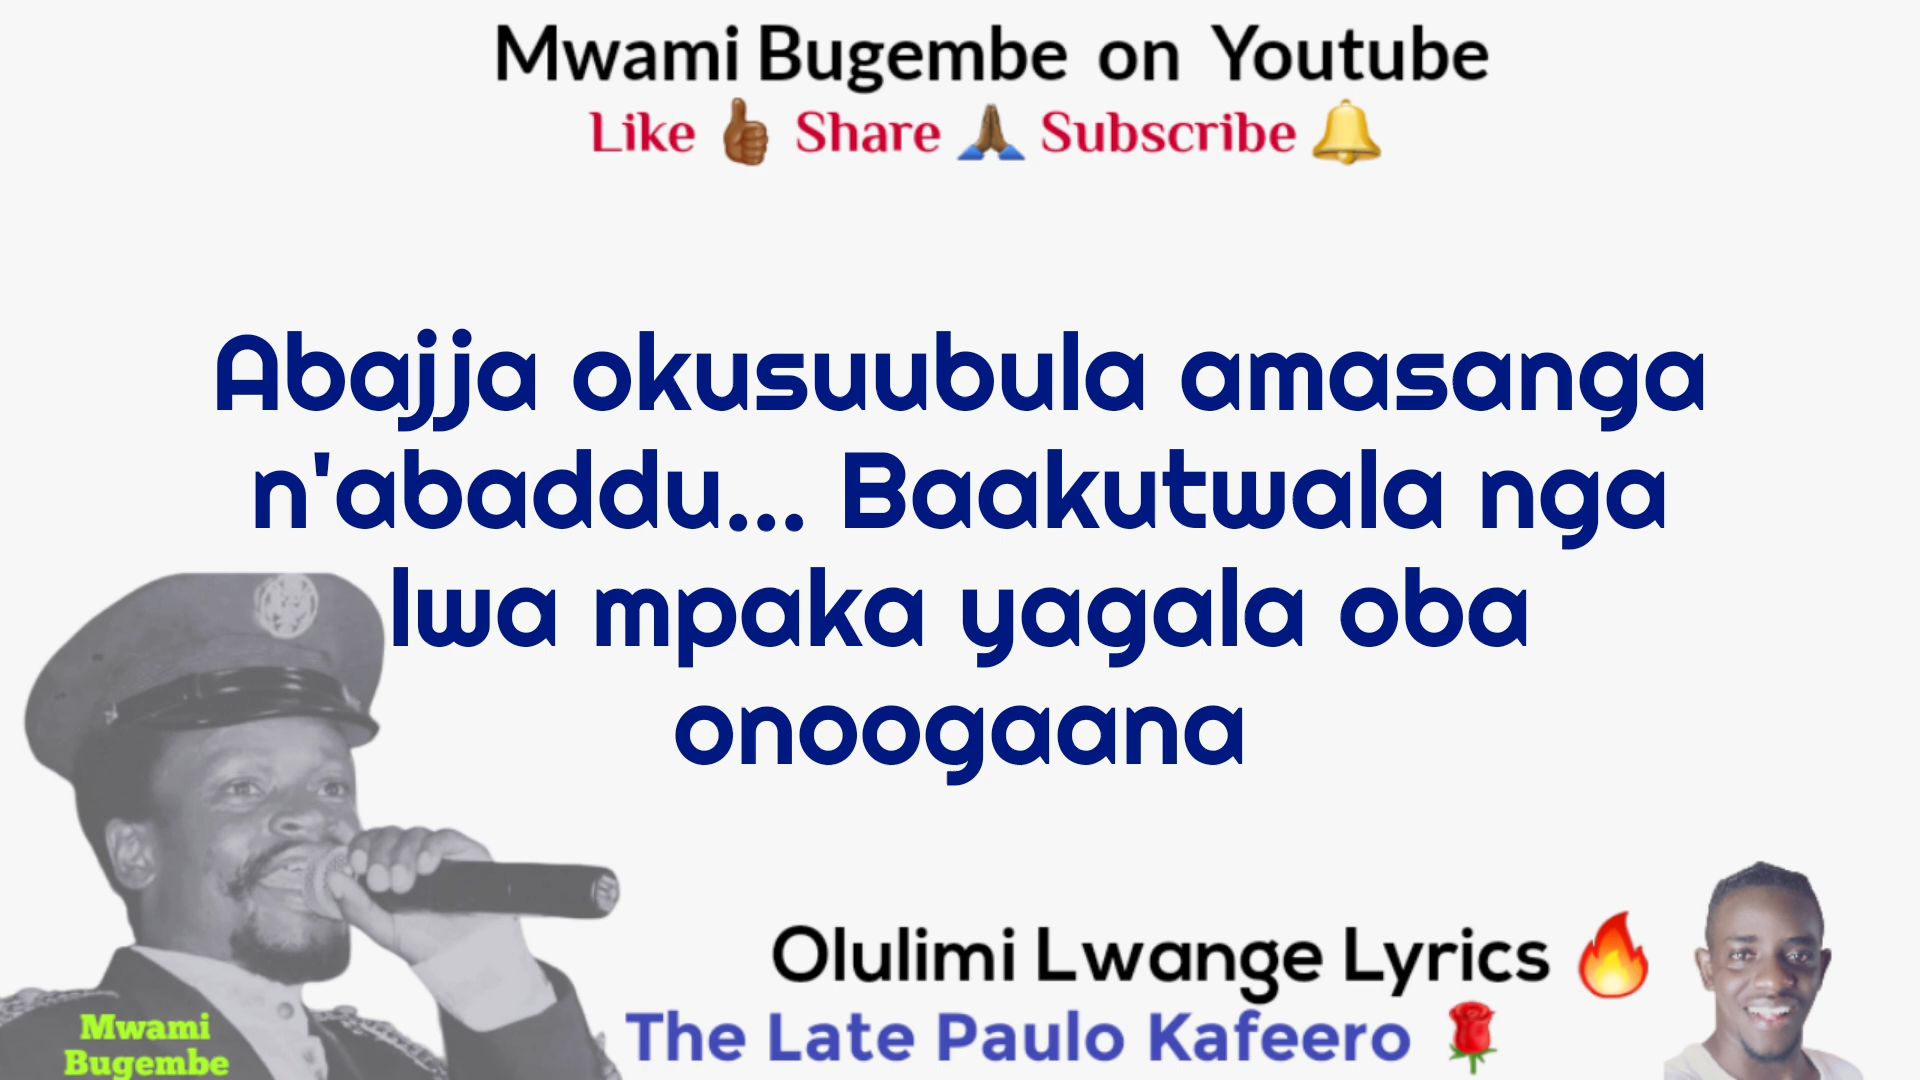 Mwami Bugembe on Youtube
Like 👍🏾 Share 🙏🏾 Subscribe 🔔
Abajja okusuubula amasanga
n'abaddu... Baakutwala nga
lwa mpaka yagala oba
onoogaana
Olulimi Lwange Lyrics 🔥
The Late Paulo Kafeero 🌹
Mwami
Bugembe